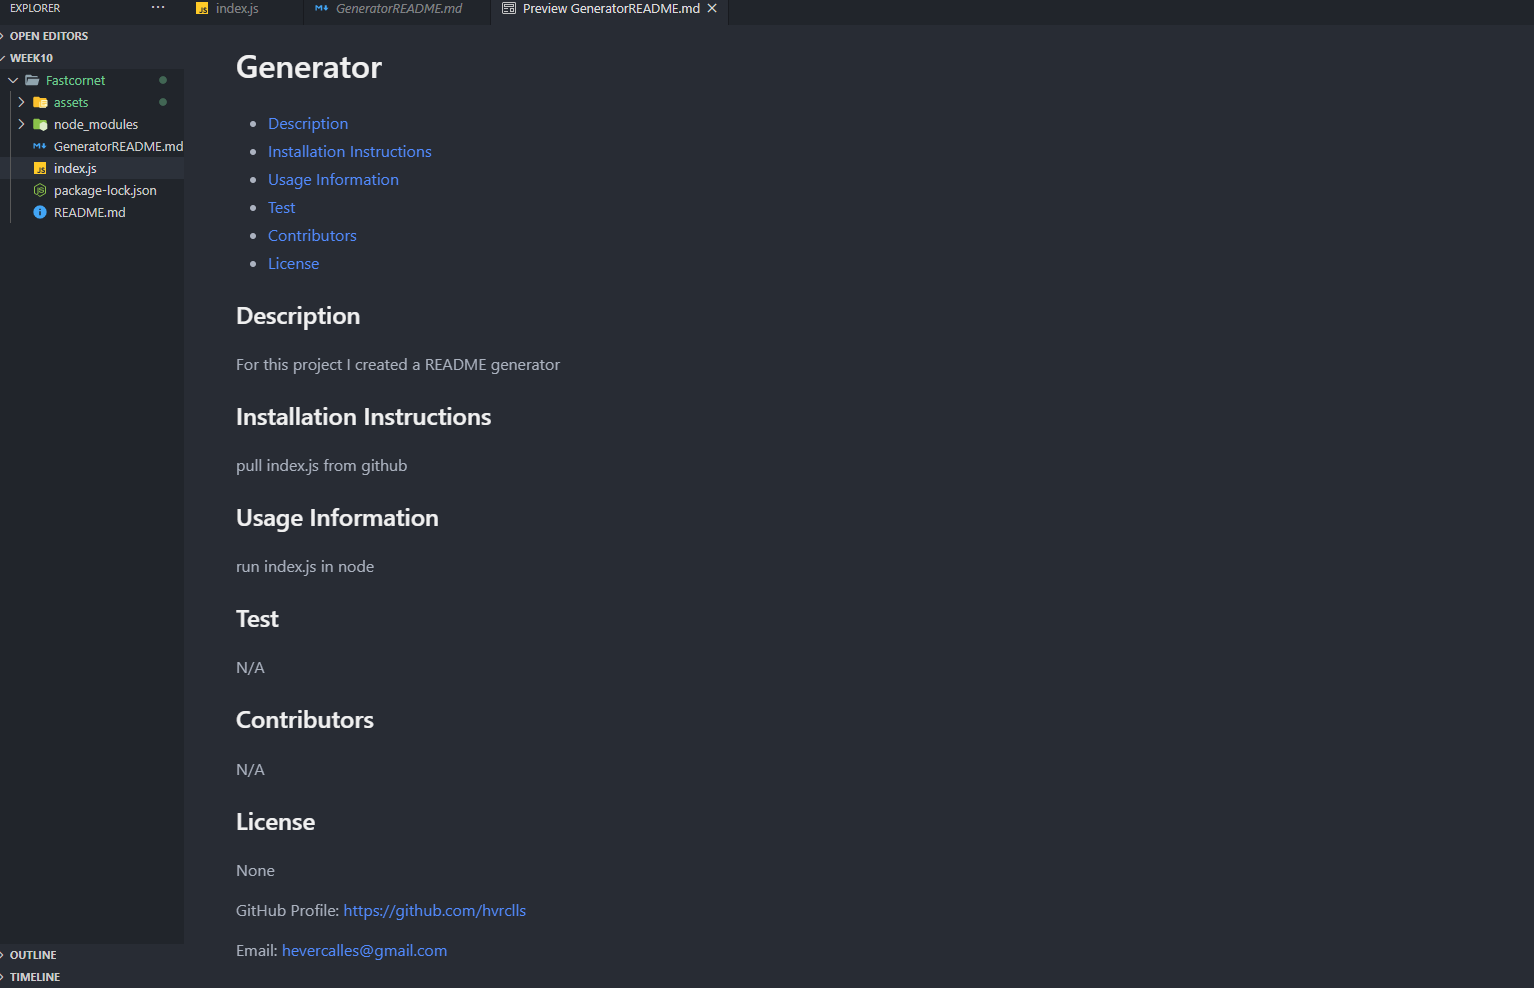 EXPLORER
···
index.js
GeneratorREADME.md
Preview GeneratorREADME.md
OPEN EDITORS
WEEK10
Fastcornet
assets
node_modules
GeneratorREADME.md
index.js
package-lock.json
README.md
OUTLINE
TIMELINE
Generator
Description
Installation Instructions
Usage Information
Test
Contributors
License
Description
For this project I created a README generator
Installation Instructions
pull index.js from github
Usage Information
run index.js in node
Test
N/A
Contributors
N/A
License
None
GitHub Profile: https://github.com/hvrclls
Email: hevercalles@gmail.com